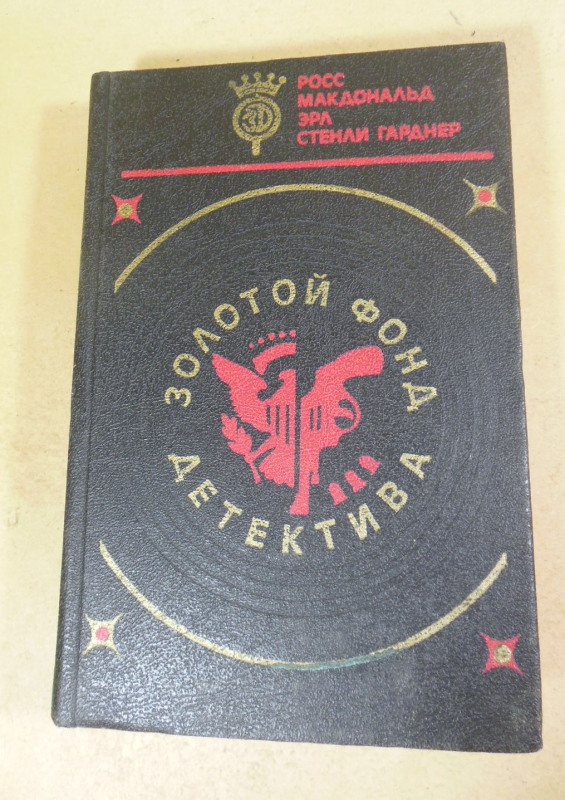 РОСС
МАКДОНАЛЬД
ЭРЛ
СТЕНЛИ ГАРДНЕР
ЗОЛОТОЙ ФОНД
ДЕТЕКТИВА